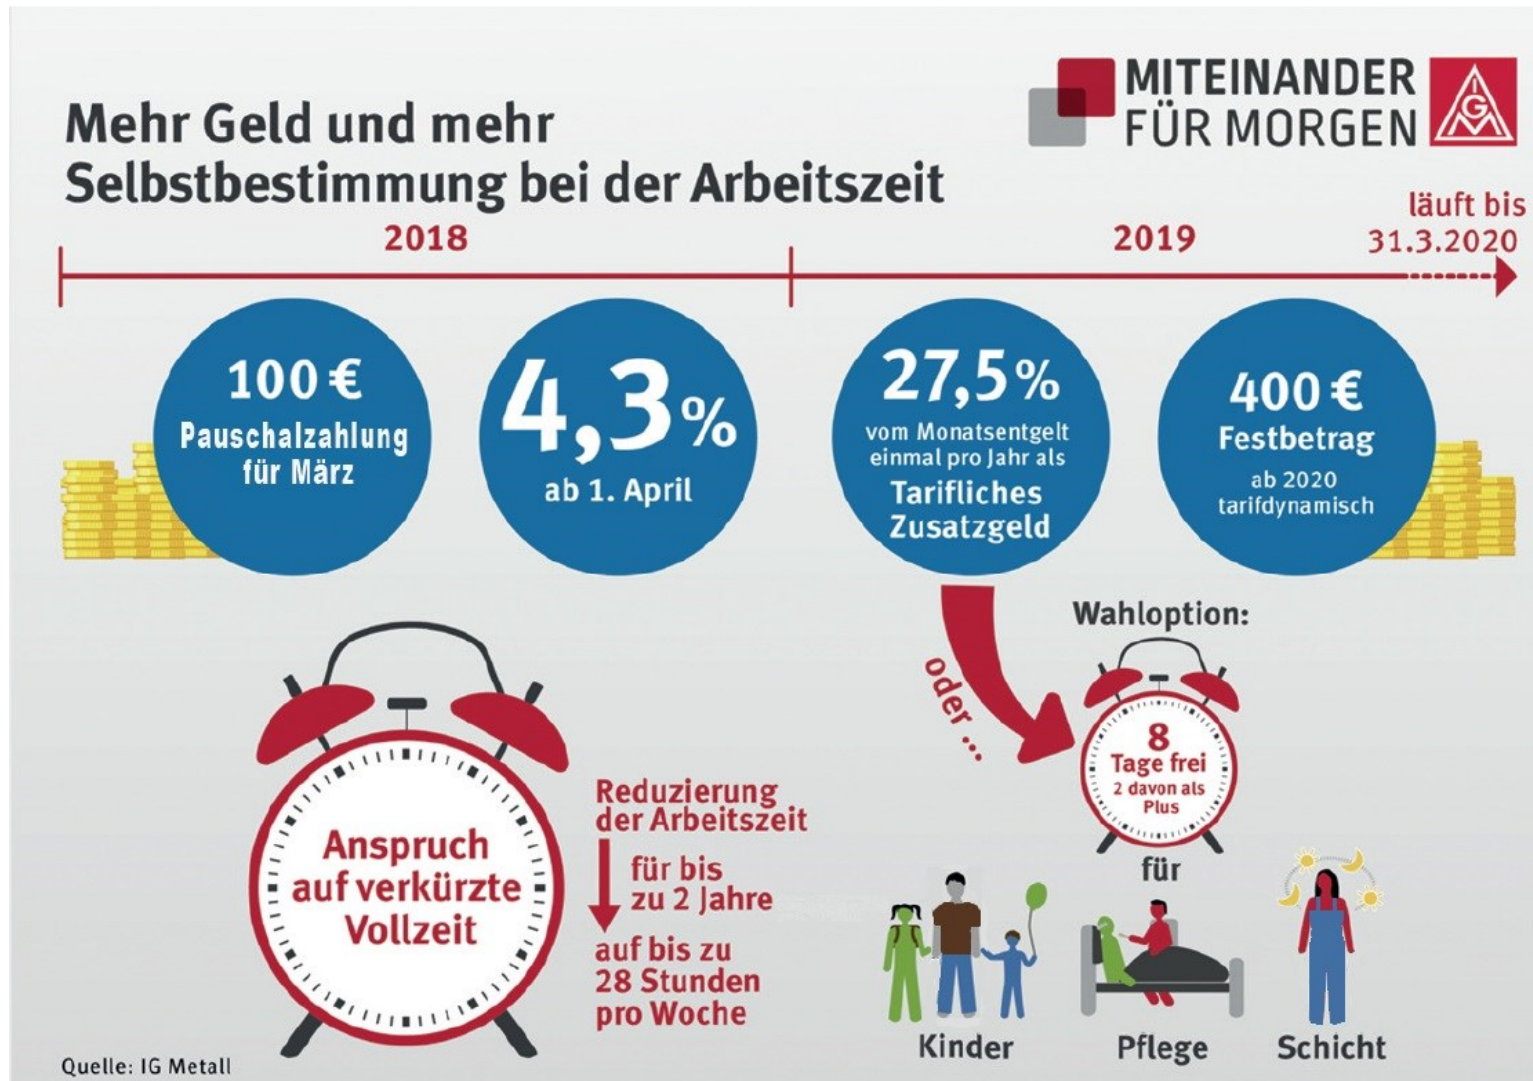 MITEINANDER
FÜR MORGEN
IGM
Mehr Geld und mehr
Selbstbestimmung bei der Arbeitszeit
2018
2019
läuft bis
31.3.2020
100 €
Pauschalzahlung
für März
4,3%
ab 1. April
27,5%
vom Monatsentgelt
einmal pro Jahr als
Tarifliches
Zusatzgeld
400 €
Festbetrag
ab 2020
tarifdynamisch
oder ...
Wahloption:
8
Tage frei
2 davon als
Plus
für
Kinder
Pflege
Schicht
Anspruch
auf verkürzte
Vollzeit
Reduzierung
der Arbeitszeit
für bis
zu 2 Jahre
auf bis zu
28 Stunden
pro Woche
Quelle: IG Metall